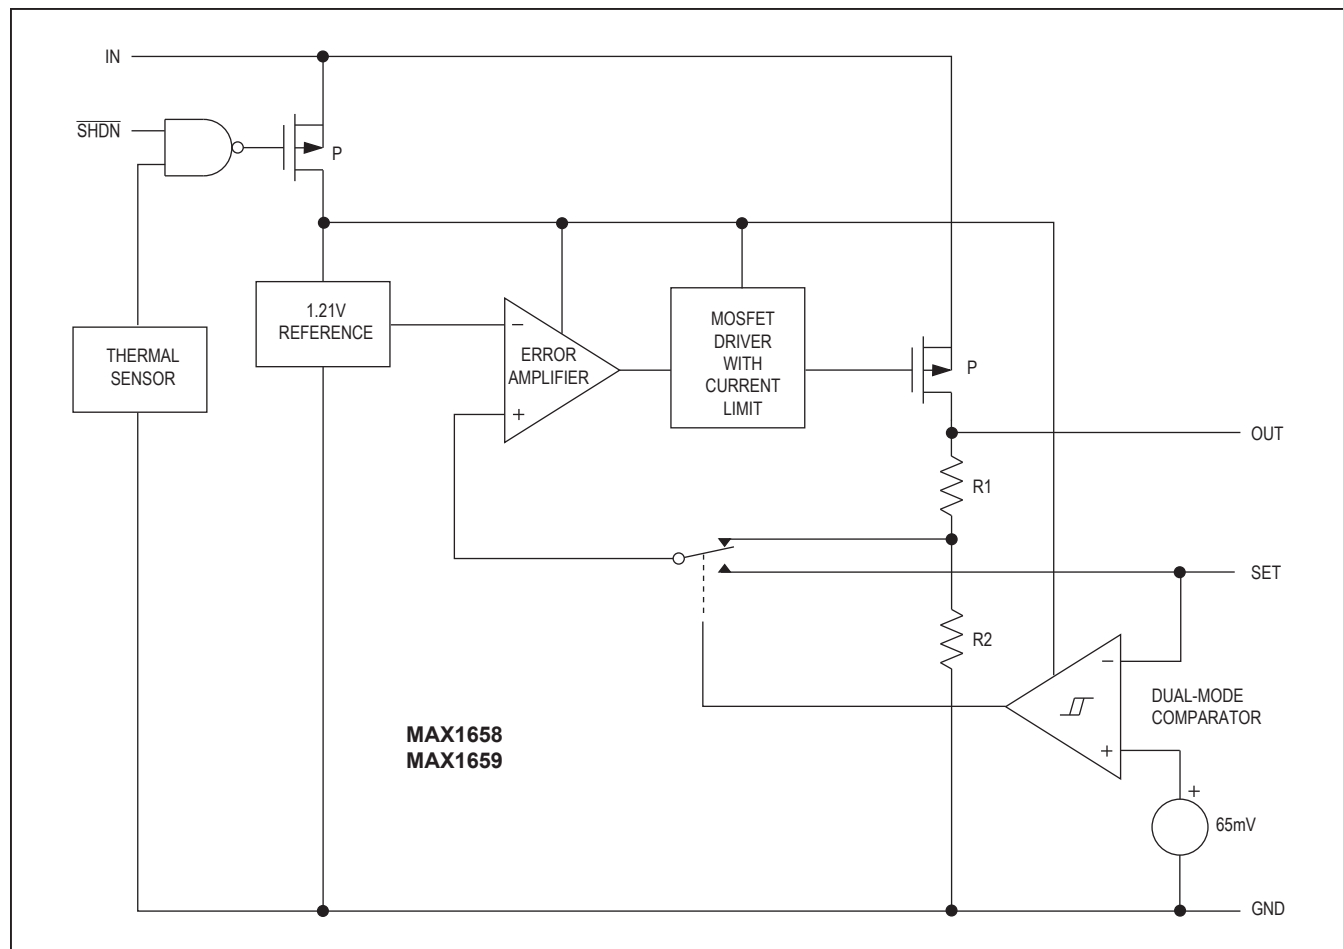 IN
SHDN
P
1.21V
REFERENCE
THERMAL
SENSOR
−
ERROR
AMPLIFIER
+
MOSFET
DRIVER
WITH
CURRENT
LIMIT
P
OUT
R1
SET
R2
−
DUAL-MODE
COMPARATOR
+
MAX1658
MAX1659
+
65mV
GND